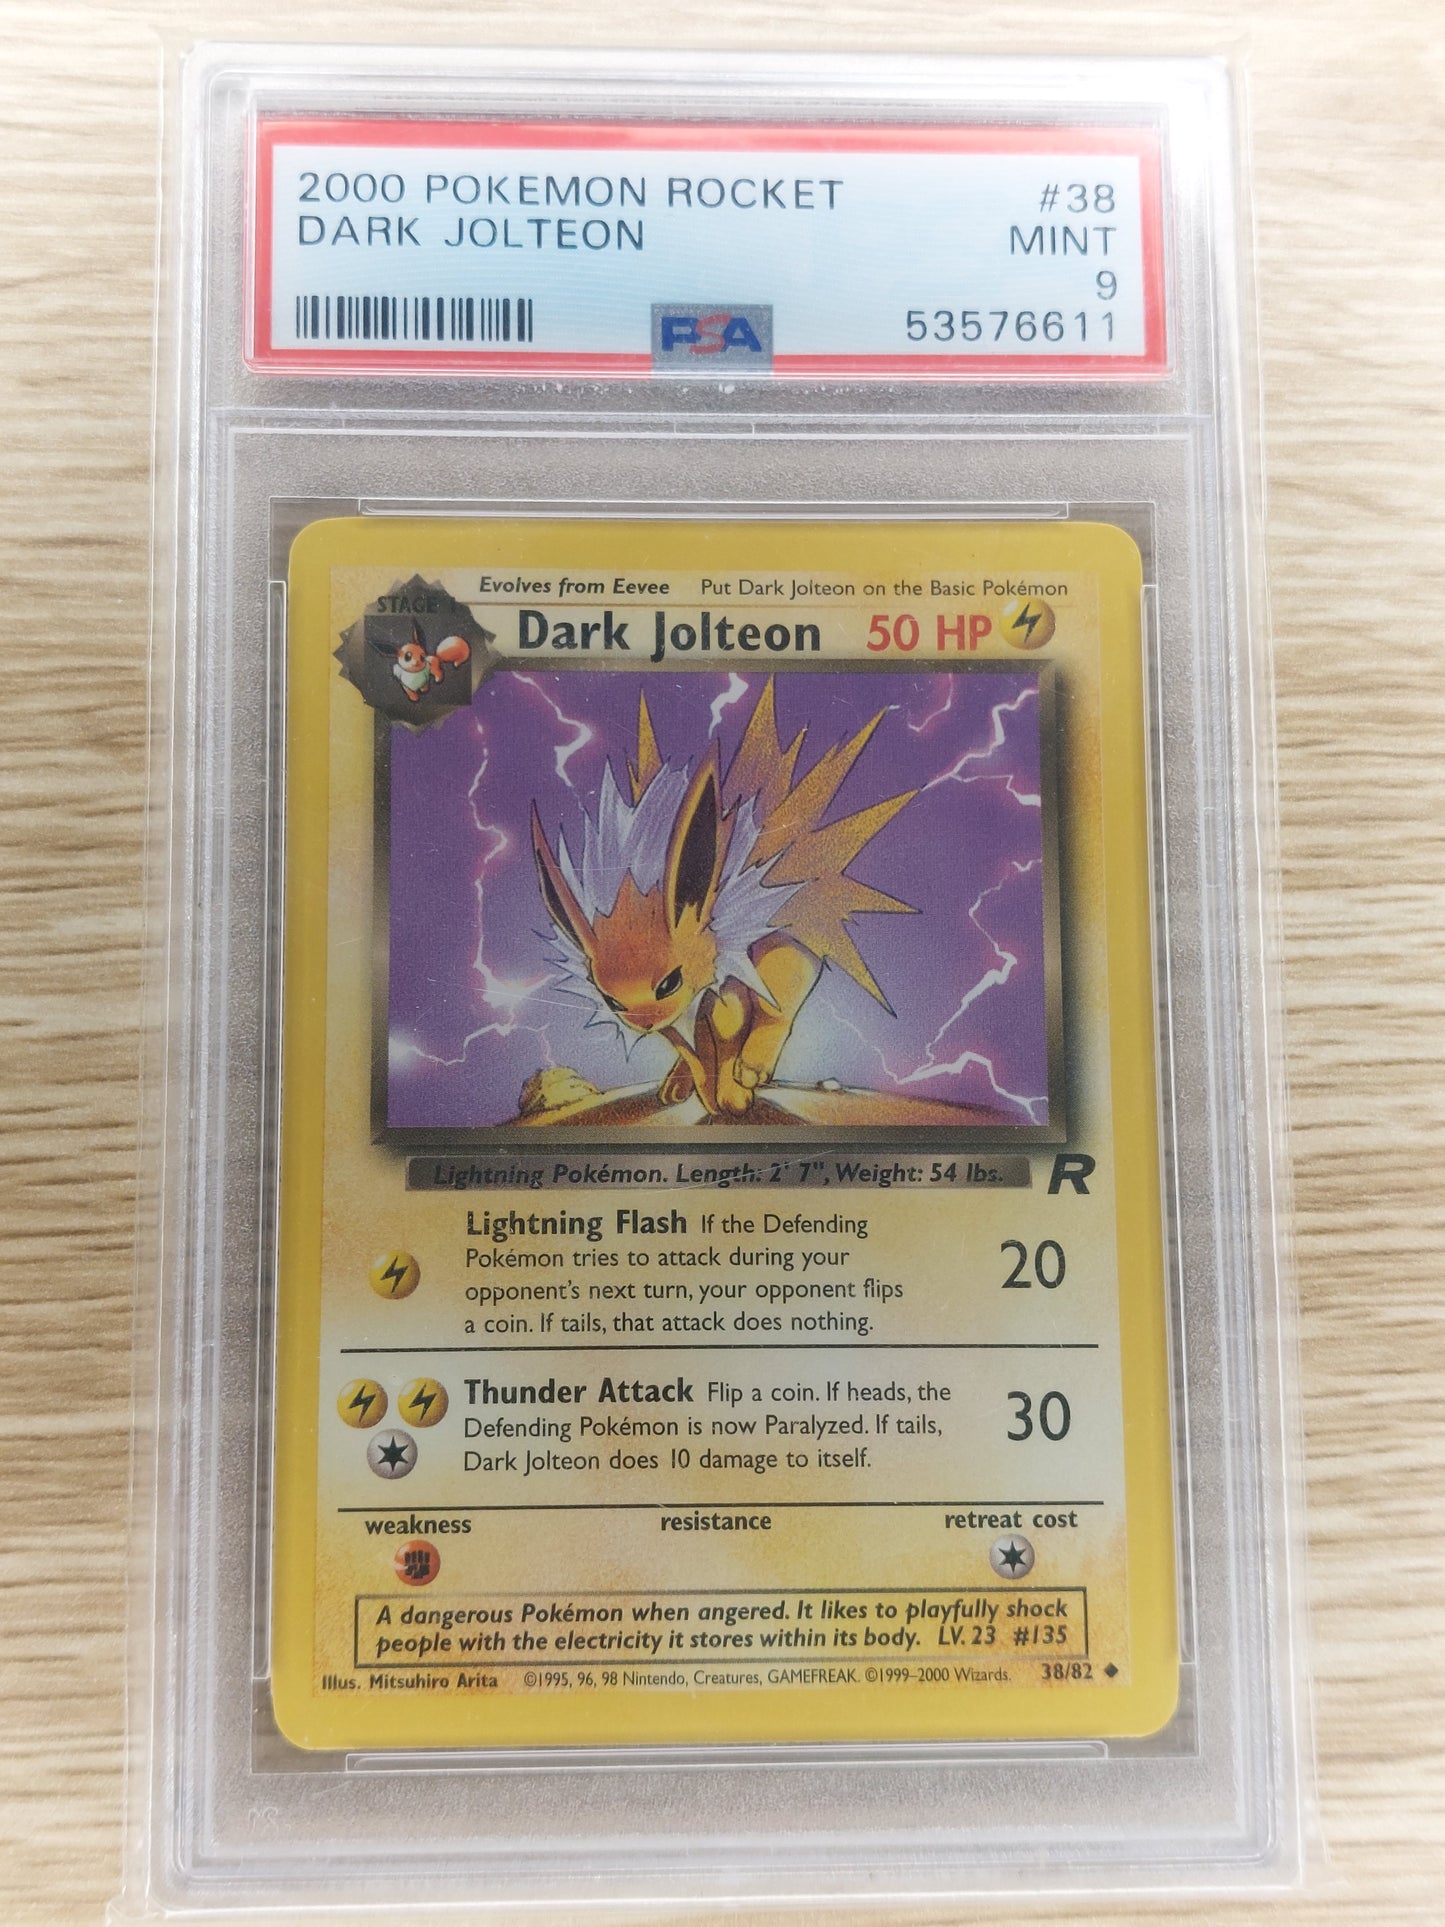 2000 POKEMON ROCKET #38
DARK JOLTEON MINT
9
PSA 53576611
Evolves from Eevee Put Dark Jolteon on the Basic Pokémon
STAGE 1
Dark Jolteon 50 HP
Lightning Pokémon. Length: 2' 7", Weight: 54 lbs.
R
Lightning Flash If the Defending
Pokémon tries to attack during your
opponent's next turn, your opponent flips
a coin. If tails, that attack does nothing.
20
Thunder Attack Flip a coin. If heads, the
Defending Pokémon is now Paralyzed. If tails,
Dark Jolteon does 10 damage to itself.
30
weakness resistance retreat cost
A dangerous Pokémon when angered. It likes to playfully shock
people with the electricity it stores within its body. LV. 23 #135
Illus. Mitsuhiro Arita ©1995, 96, 98 Nintendo, Creatures, GAMEFREAK. ©1999–2000 Wizards. 38/82